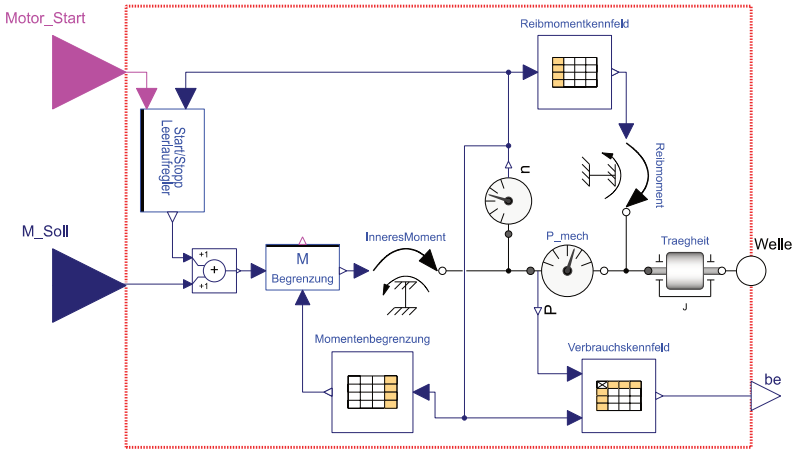 Motor_Start
Reibmomentkennfeld
Start/Stopp
Leerlaufregler
n
Reibmoment
M_Soll
+1
+
+1
M
Begrenzung
InneresMoment
P_mech
Traegheit
Welle
J
P
Momentenbegrenzung
Verbrauchskennfeld
be